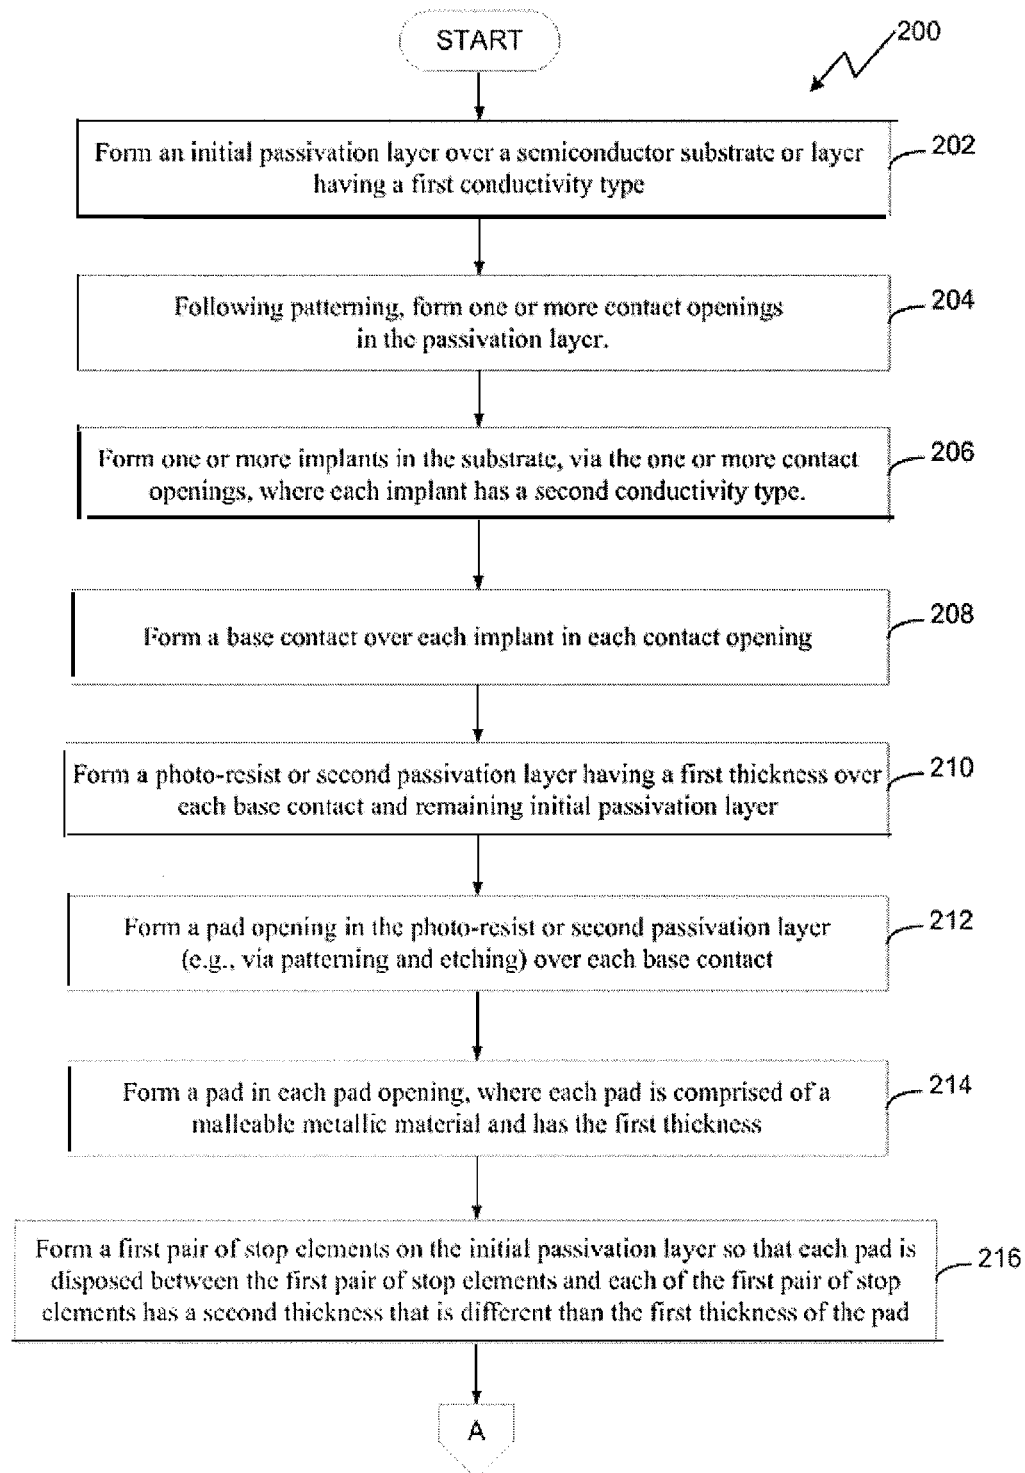 START
200
Form an initial passivation layer over a semiconductor substrate or layer
having a first conductivity type
202
Following patterning, form one or more contact openings
in the passivation layer.
204
Form one or more implants in the substrate, via the one or more contact
openings, where each implant has a second conductivity type.
206
Form a base contact over each implant in each contact opening
208
Form a photo-resist or second passivation layer having a first thickness over
each base contact and remaining initial passivation layer
210
Form a pad opening in the photo-resist or second passivation layer
(e.g., via patterning and etching) over each base contact
212
Form a pad in each pad opening, where each pad is comprised of a
malleable metallic material and has the first thickness
214
Form a first pair of stop elements on the initial passivation layer so that each pad is
disposed between the first pair of stop elements and each of the first pair of stop
elements has a second thickness that is different than the first thickness of the pad
216
A